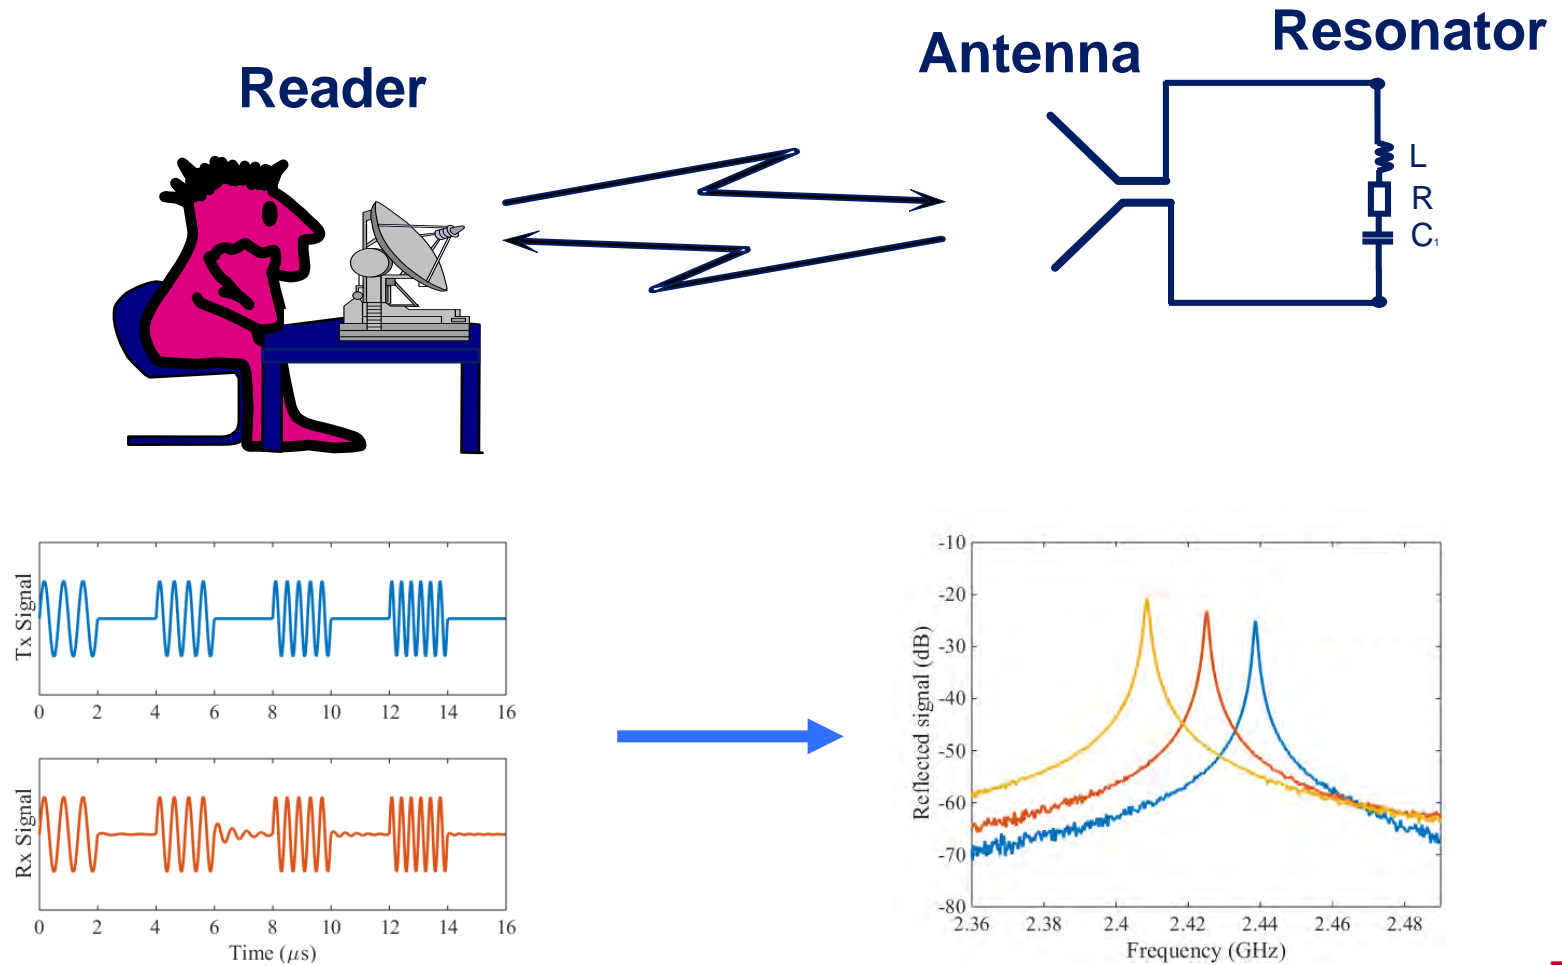 Reader
Antenna
Resonator
L
R
C1
Tx Signal
0 2 4 6 8 10 12 14 16
Rx Signal
0 2 4 6 8 10 12 14 16
Time (μs)
Reflected signal (dB)
-10
-20
-30
-40
-50
-60
-70
-80
2.36 2.38 2.4 2.42 2.44 2.46 2.48
Frequency (GHz)